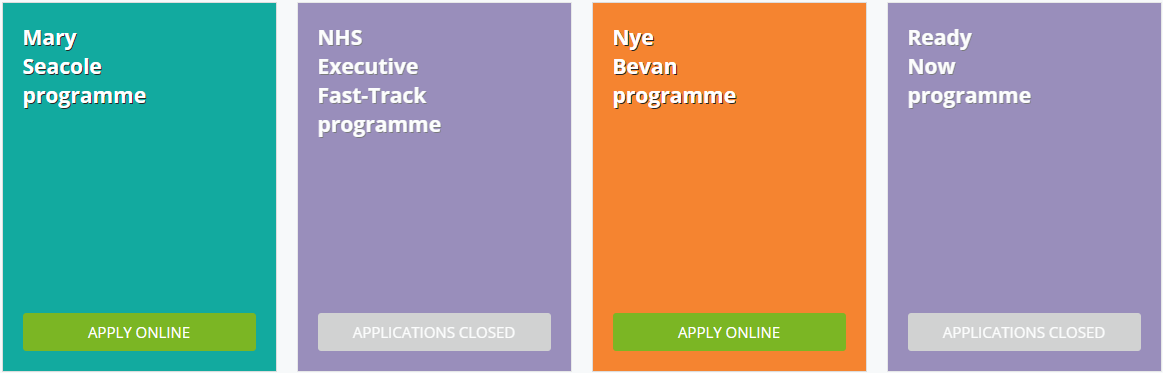 Mary
Seacole
programme
APPLY ONLINE
NHS
Executive
Fast-Track
programme
APPLICATIONS CLOSED
Nye
Bevan
programme
APPLY ONLINE
Ready
Now
programme
APPLICATIONS CLOSED